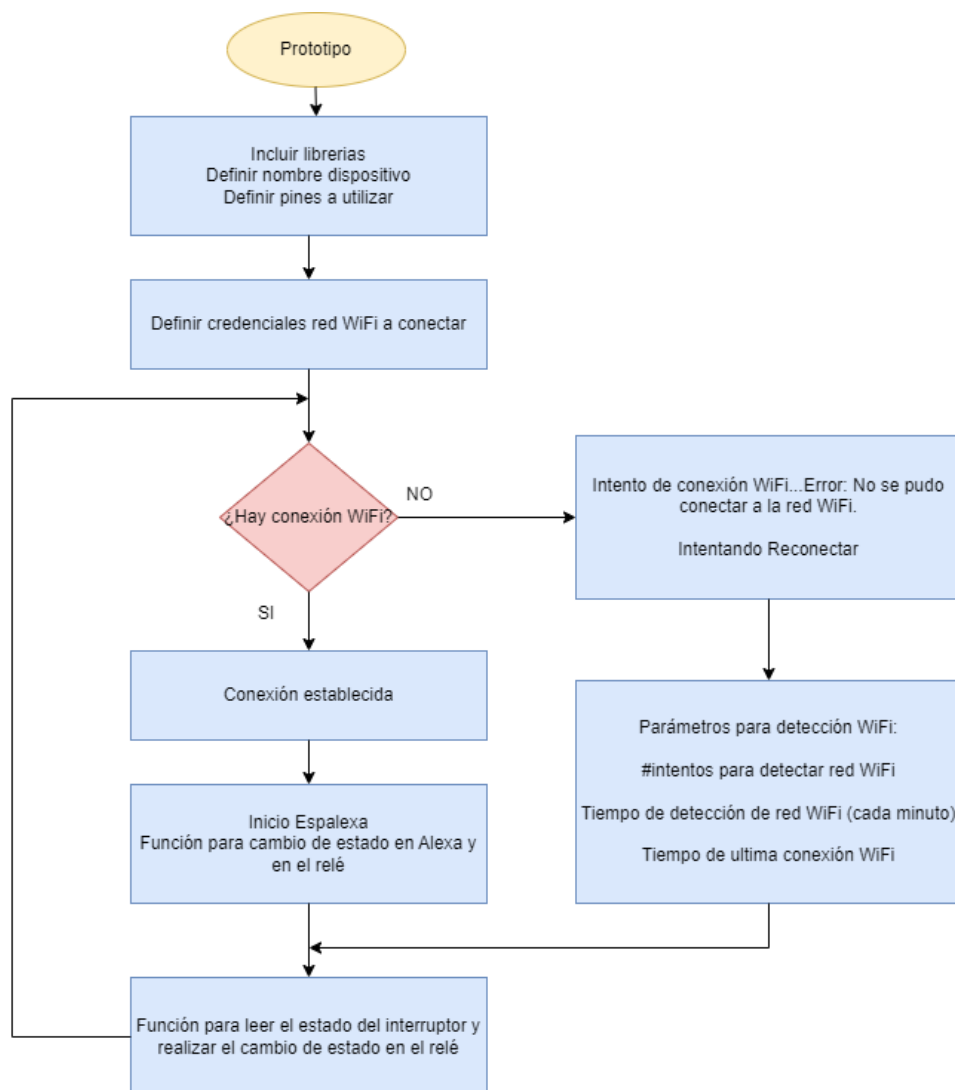 Prototipo
Incluir librerias
Definir nombre dispositivo
Definir pines a utilizar
Definir credenciales red WiFi a conectar
¿Hay conexión WiFi?
NO
Intento de conexión WiFi...Error: No se pudo
conectar a la red WiFi.
Intentando Reconectar
SI
Conexión establecida
Parámetros para detección WiFi:
#intentos para detectar red WiFi
Tiempo de detección de red WiFi (cada minuto)
Tiempo de ultima conexión WiFi
Inicio Espalexa
Función para cambio de estado en Alexa y
en el relé
Función para leer el estado del interruptor y
realizar el cambio de estado en el relé